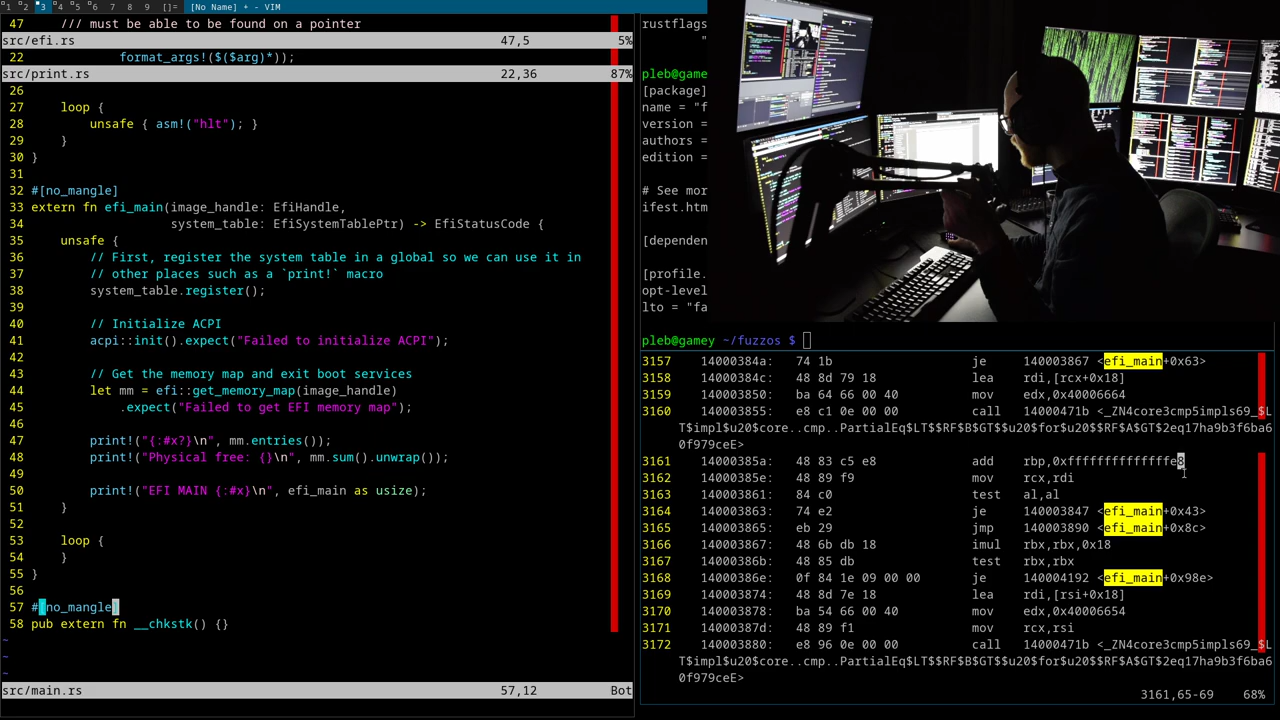 1 2 3 4 5 6 7 8 9 []= [No Name] + - VIM
47 /// must be able to be found on a pointer
src/efi.rs 47,5 5%
22 format_args!($($arg)*));
src/print.rs 22,36 87%
26
27 loop {
28 unsafe { asm!("hlt"); }
29 }
30 }
31
32 #[no_mangle]
33 extern fn efi_main(image_handle: EfiHandle,
34 system_table: EfiSystemTablePtr) -> EfiStatusCode {
35 unsafe {
36 // First, register the system table in a global so we can use it in
37 // other places such as a `print!` macro
38 system_table.register();
39
40 // Initialize ACPI
41 acpi::init().expect("Failed to initialize ACPI");
42
43 // Get the memory map and exit boot services
44 let mm = efi::get_memory_map(image_handle)
45 .expect("Failed to get EFI memory map");
46
47 print!("{:#x?}\n", mm.entries());
48 print!("Physical free: {}\n", mm.sum().unwrap());
49
50 print!("EFI MAIN {:#x}\n", efi_main as usize);
51 }
52
53 loop {
54 }
55 }
56
57 #[no_mangle]
58 pub extern fn __chkstk() {}
~
~
~
src/main.rs 57,12 Bot
rustflags
"
pleb@game
[package]
name = "f
version =
authors =
edition =
# See mor
ifest.htm
[depender
[profile.
opt-level
lto = "fa
pleb@gamey ~/fuzzos $
3157 14000384a: 74 1b je 140003867 <efi_main+0x63>
3158 14000384c: 48 8d 79 18 lea rdi,[rcx+0x18]
3159 140003850: ba 64 66 00 40 mov edx,0x40006664
3160 140003855: e8 c1 0e 00 00 call 14000471b <_ZN4core3cmp5impls69_$L
T$impl$u20$core..cmp..PartialEq$LT$$RF$B$GT$$u20$for$u20$$RF$A$GT$2eq17ha9b3f6ba6
0f979ceE>
3161 14000385a: 48 83 c5 e8 add rbp,0xffffffffffffffe8
3162 14000385e: 48 89 f9 mov rcx,rdi
3163 140003861: 84 c0 test al,al
3164 140003863: 74 e2 je 140003847 <efi_main+0x43>
3165 140003865: eb 29 jmp 140003890 <efi_main+0x8c>
3166 140003867: 48 6b db 18 imul rbx,rbx,0x18
3167 14000386b: 48 85 db test rbx,rbx
3168 14000386e: 0f 84 1e 09 00 00 je 140004192 <efi_main+0x98e>
3169 140003874: 48 8d 7e 18 lea rdi,[rsi+0x18]
3170 140003878: ba 54 66 00 40 mov edx,0x40006654
3171 14000387d: 48 89 f1 mov rcx,rsi
3172 140003880: e8 96 0e 00 00 call 14000471b <_ZN4core3cmp5impls69_$L
T$impl$u20$core..cmp..PartialEq$LT$$RF$B$GT$$u20$for$u20$$RF$A$GT$2eq17ha9b3f6ba6
0f979ceE>
3161,65-69 68%